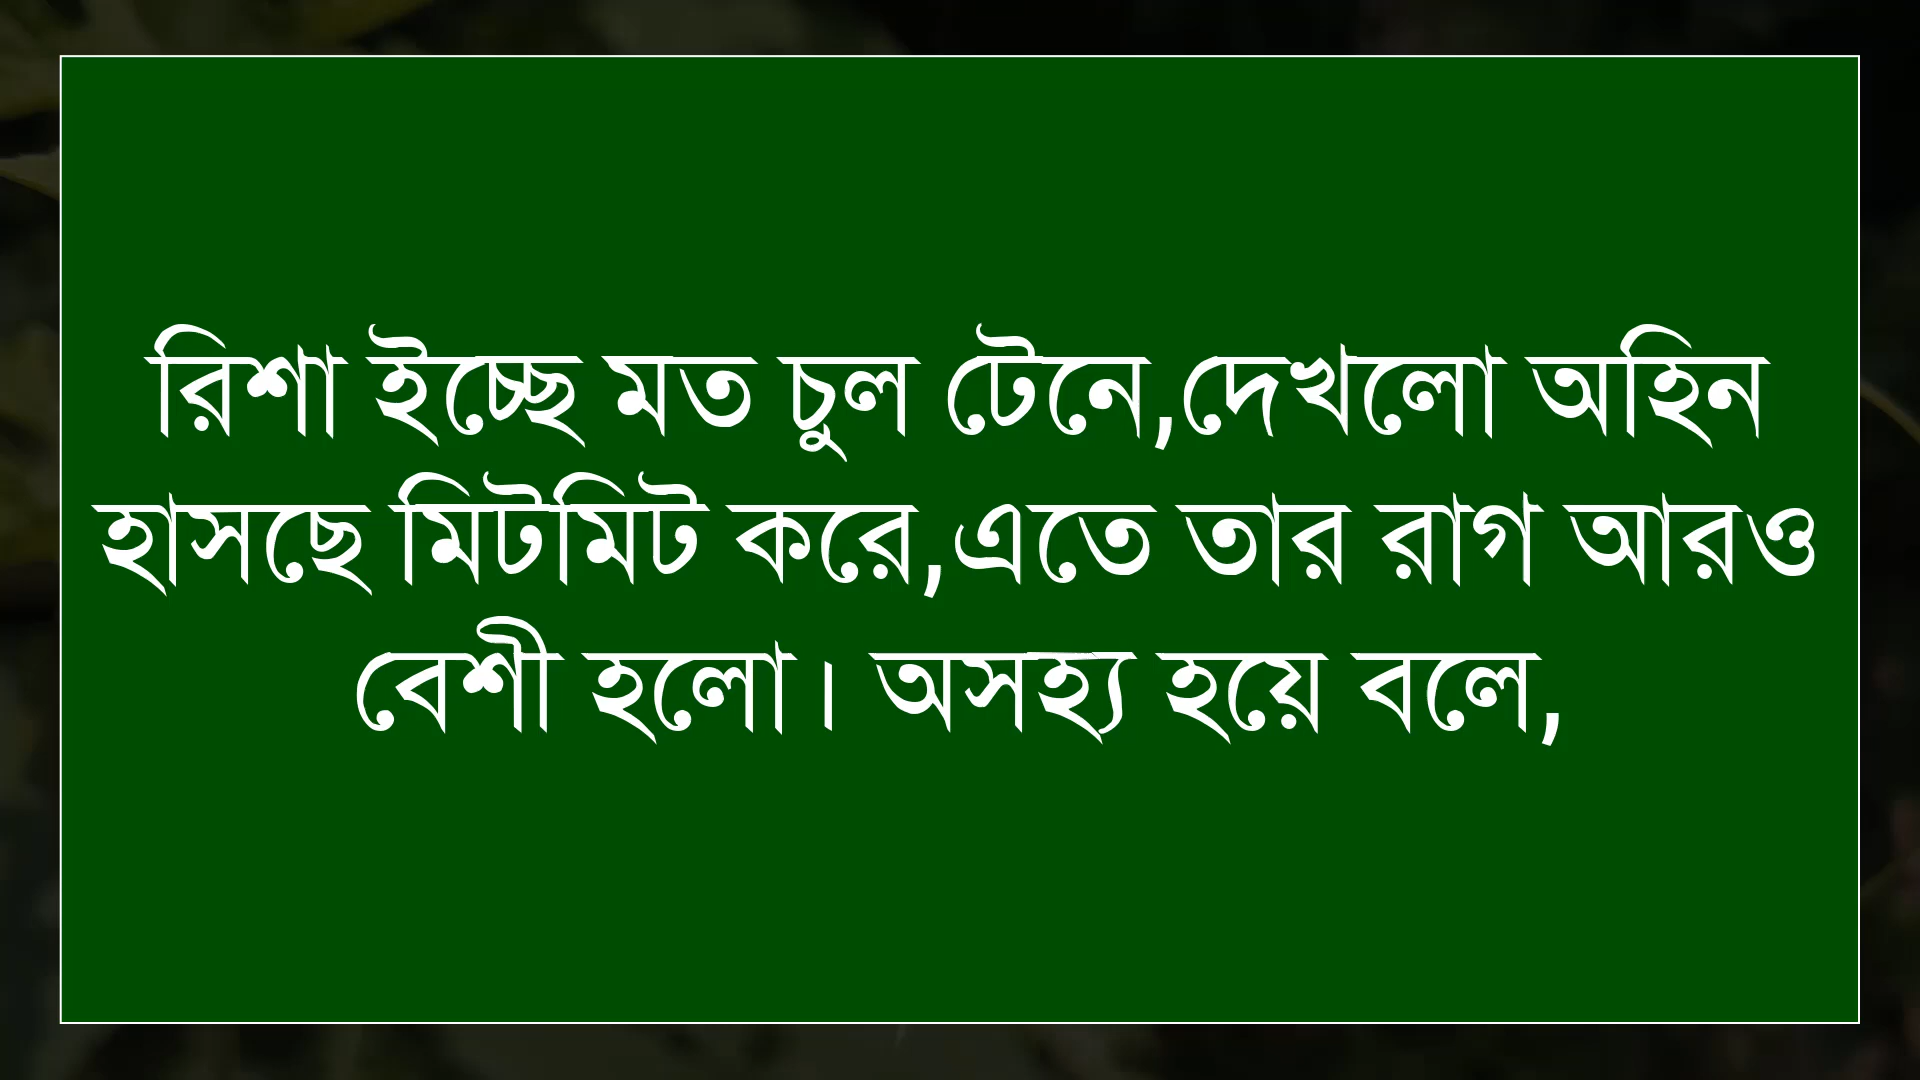 রিশা ইচ্ছে মত চুল টেনে,দেখলো অহিন
হাসছে মিটমিট করে,এতে তার রাগ আরও
বেশী হলো। অসহ্য হয়ে বলে,